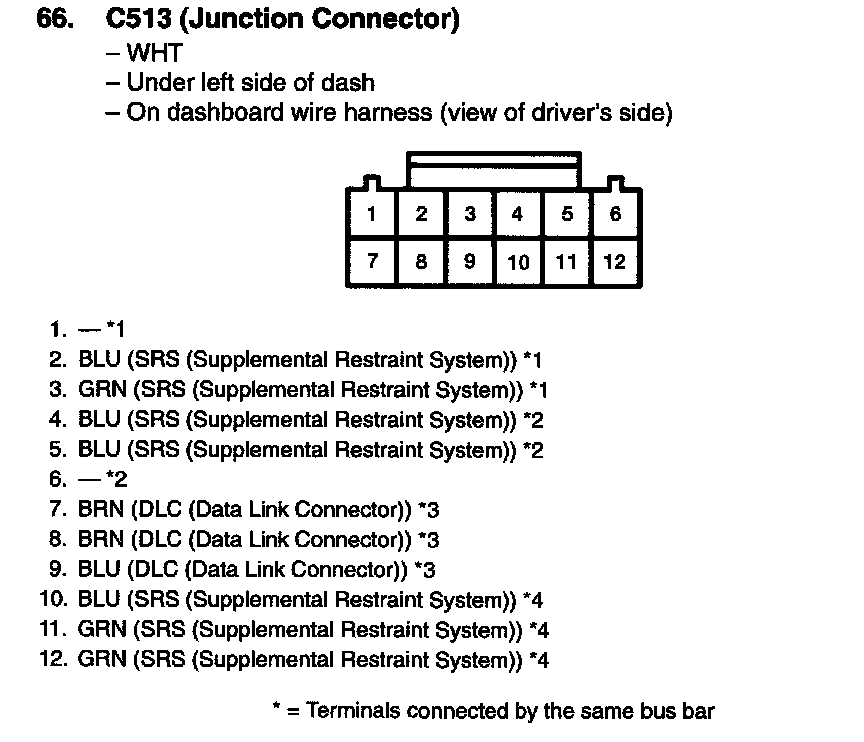 66. C513 (Junction Connector)
– WHT
– Under left side of dash
– On dashboard wire harness (view of driver's side)
1 2 3 4 5 6
7 8 9 10 11 12
1. — *1
2. BLU (SRS (Supplemental Restraint System)) *1
3. GRN (SRS (Supplemental Restraint System)) *1
4. BLU (SRS (Supplemental Restraint System)) *2
5. BLU (SRS (Supplemental Restraint System)) *2
6. — *2
7. BRN (DLC (Data Link Connector)) *3
8. BRN (DLC (Data Link Connector)) *3
9. BLU (DLC (Data Link Connector)) *3
10. BLU (SRS (Supplemental Restraint System)) *4
11. GRN (SRS (Supplemental Restraint System)) *4
12. GRN (SRS (Supplemental Restraint System)) *4
* = Terminals connected by the same bus bar